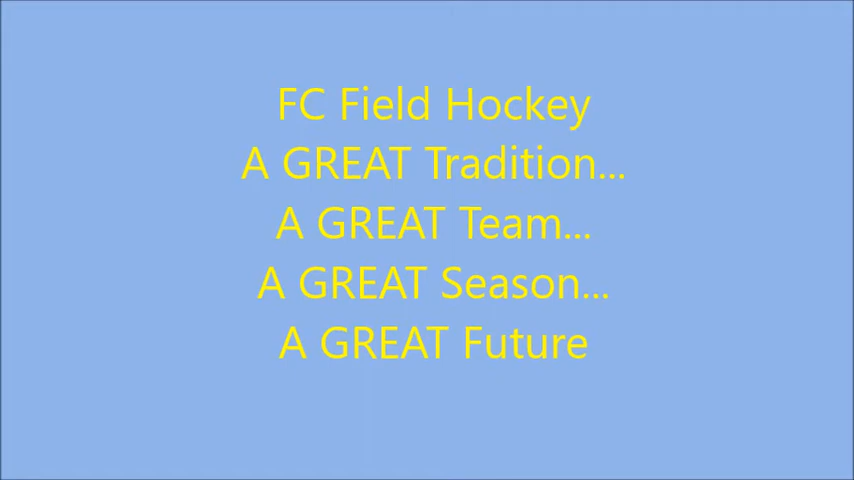 FC Field Hockey
A GREAT Tradition...
A GREAT Team...
A GREAT Season...
A GREAT Future